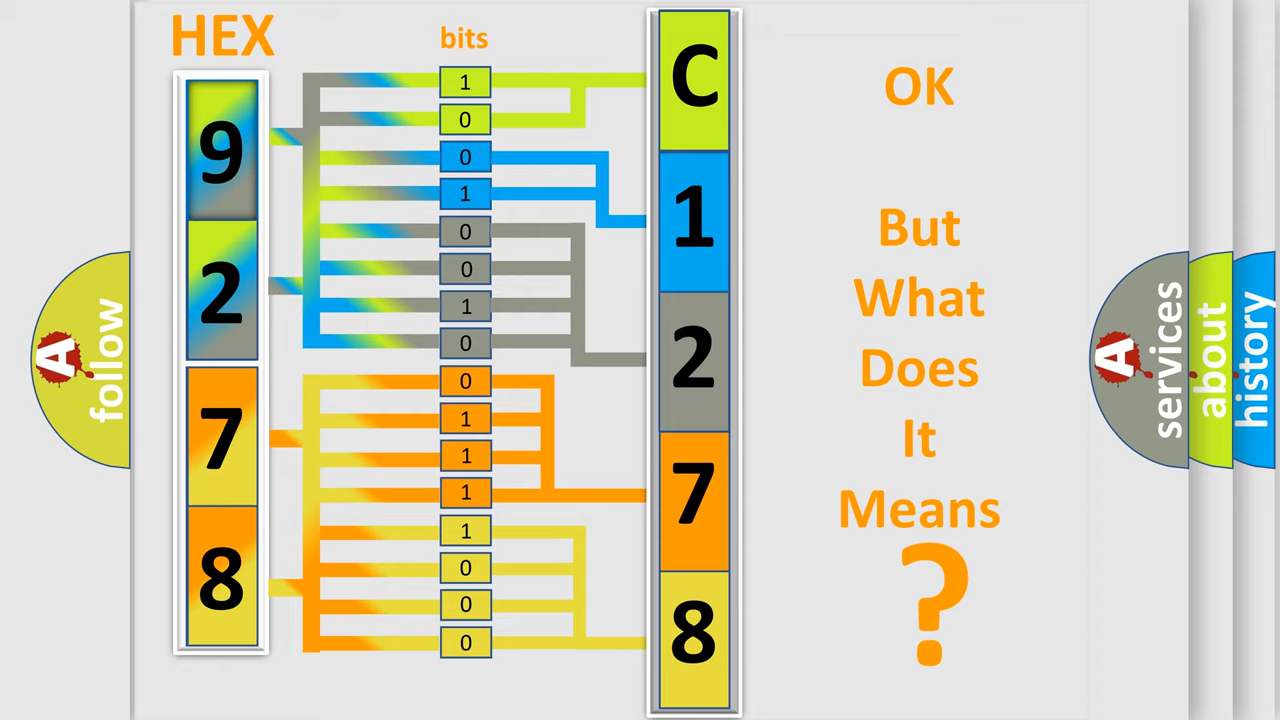 HEX
bits
9
2
7
8
1
0
0
1
0
0
1
0
0
1
1
1
1
0
0
0
C
1
2
7
8
OK
But
What
Does
It
Means
?
A
follow
A
services
about
history